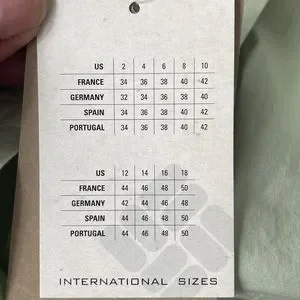 US 2 4 6 8 10
FRANCE 34 36 38 40 42
GERMANY 32 34 36 38 40
SPAIN 34 36 38 40 42
PORTUGAL 34 36 38 40 42
US 12 14 16 18
FRANCE 44 46 48 50
GERMANY 42 44 46 48
SPAIN 44 46 48 50
PORTUGAL 44 46 48 50
INTERNATIONAL SIZES